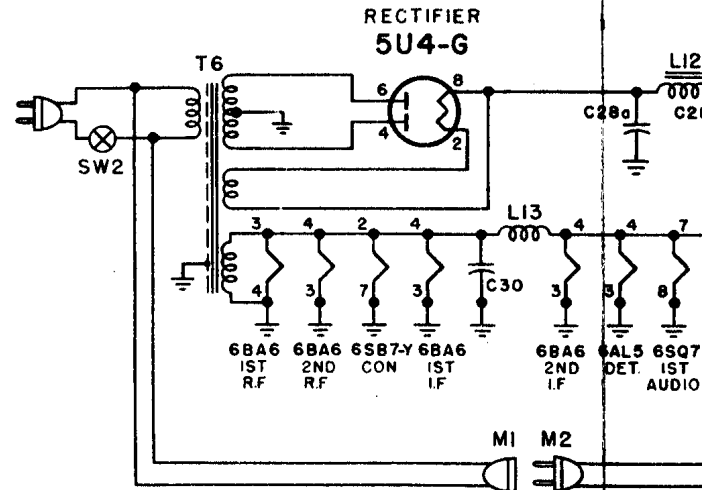 RECTIFIER
5U4-G
T6
L12
6
8
4
2
C28a
C2
SW2
L13
3
4
2
4
4
4
7
4
3
7
3
C30
3
3
8
6BA6
1ST
R.F
6BA6
2ND
R.F
6SB7-Y
CON
6BA6
1ST
I.F
6BA6
2ND
I.F
6AL5
DET.
6SQ7
1ST
AUDIO
M1
M2